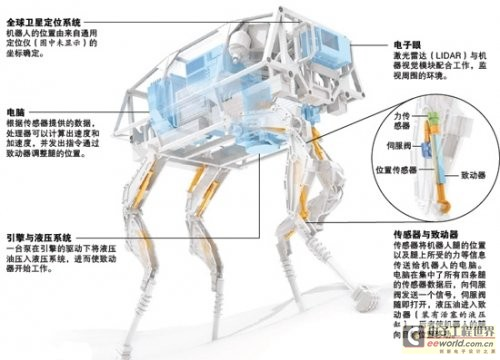 全球卫星定位系统
机器人的位置由来自通用
定位仪（图中未显示）的
坐标确定。
电子眼
激光雷达（LIDAR）与机
器视觉模块配合工作，监
视周围的环境。
电脑
根据传感器提供的数据，
处理器可以计算出速度和
加速度，并发出指令通过
致动器调整腿的位置。
力传
感器
伺服阀
位置传感器
致动器
引擎与液压系统
一台泵在引擎的驱动下将液压
油压入液压系统，进而使致动
器开始工作。
传感器与致动器
传感器将机器人腿的位置
以及腿上所受的力等信息
传送给机器人的电脑。
电脑在集中了所有四条腿
的传感器数据后，向伺服
阀发送一个信号，伺服阀
随即打开，液压油进入致
动器（装有活塞的液压
eeworld.com.cn